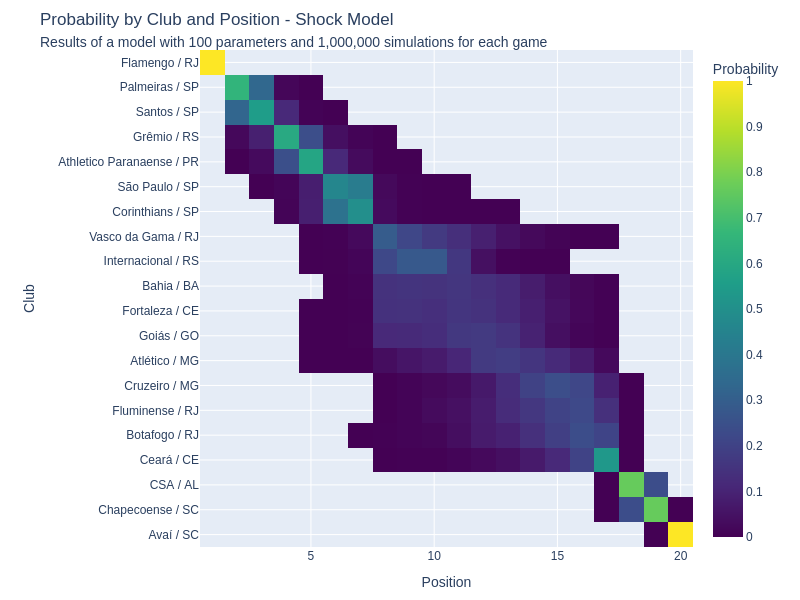 Probability by Club and Position - Shock Model
Results of a model with 100 parameters and 1,000,000 simulations for each game
Probability
Club
Flamengo / RJ
Palmeiras / SP
Santos / SP
Grêmio / RS
Athletico Paranaense / PR
São Paulo / SP
Corinthians / SP
Vasco da Gama / RJ
Internacional / RS
Bahia / BA
Fortaleza / CE
Goiás / GO
Atlético / MG
Cruzeiro / MG
Fluminense / RJ
Botafogo / RJ
Ceará / CE
CSA / AL
Chapecoense / SC
Avaí / SC
1
0.9
0.8
0.7
0.6
0.5
0.4
0.3
0.2
0.1
0
5
10
15
20
Position